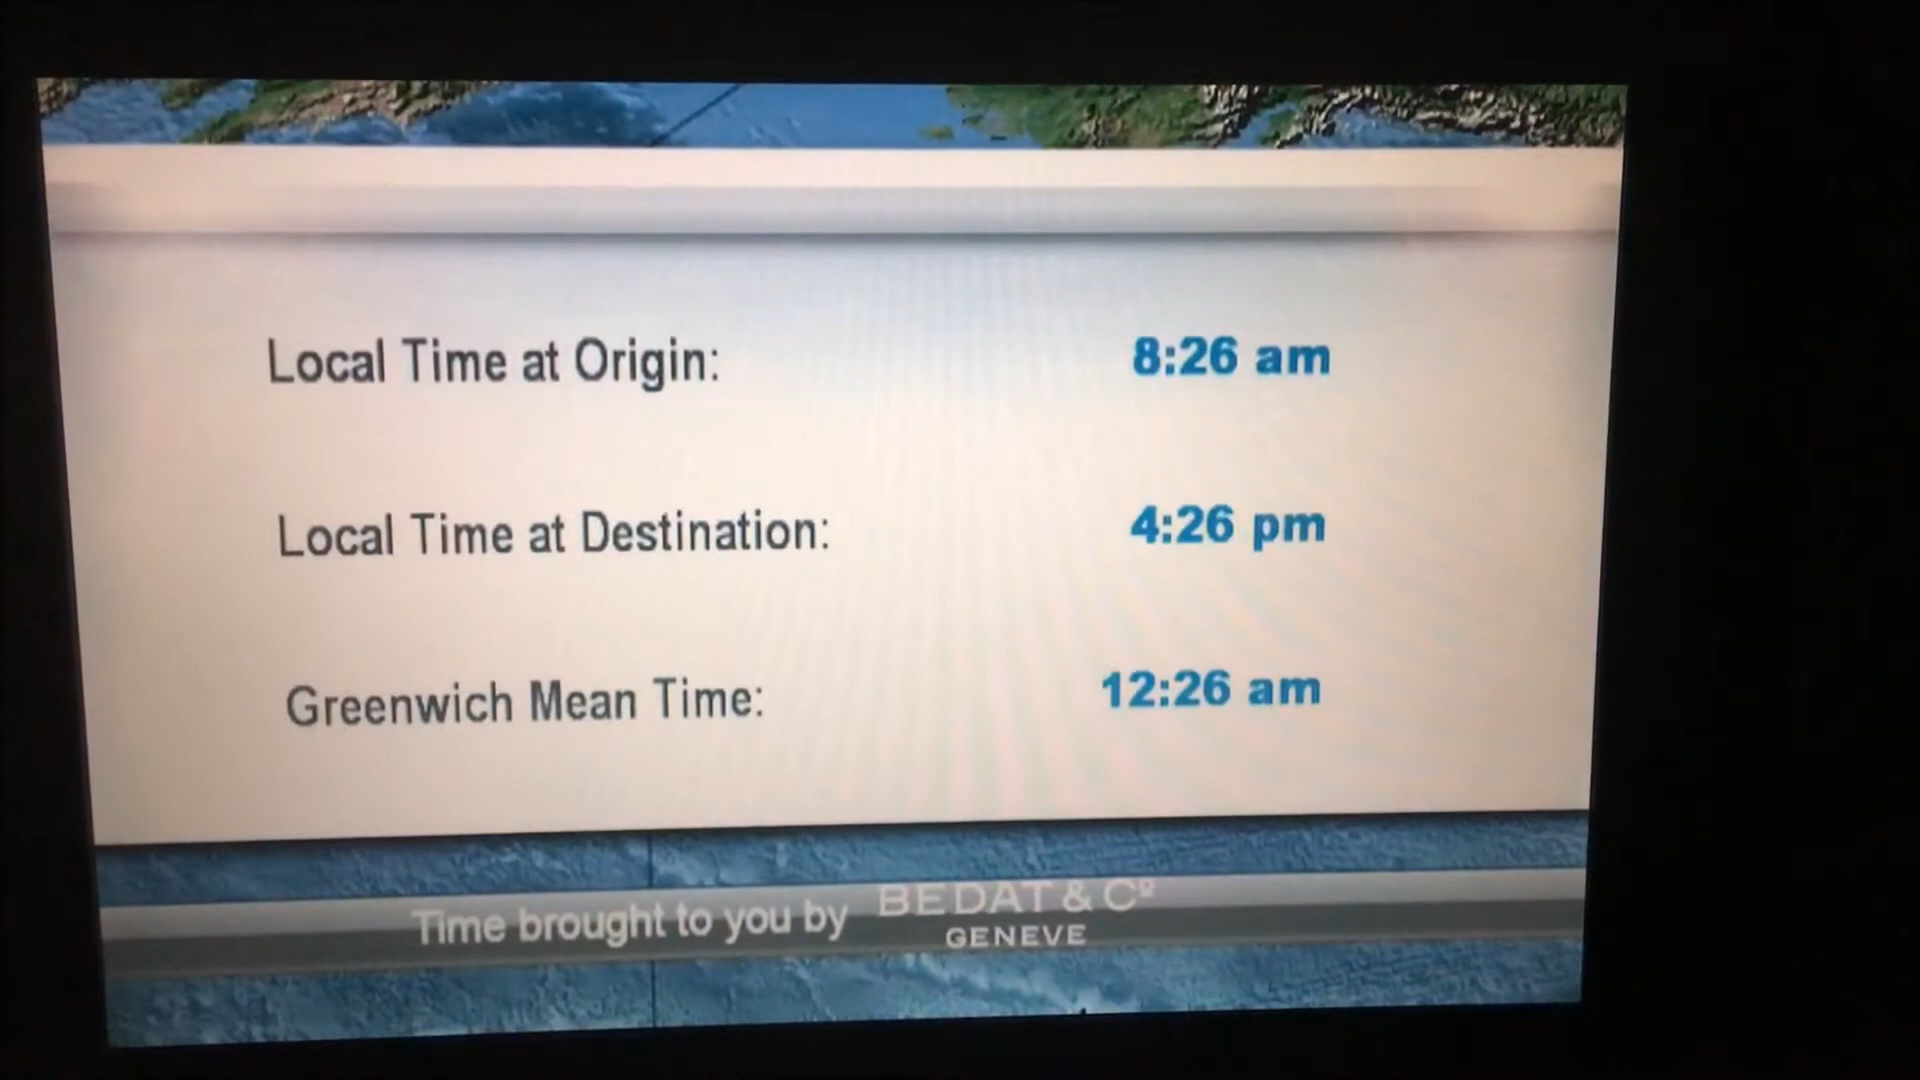 Local Time at Origin: 8:26 am
Local Time at Destination: 4:26 pm
Greenwich Mean Time: 12:26 am
Time brought to you by BEDAT & Cº
GENEVE